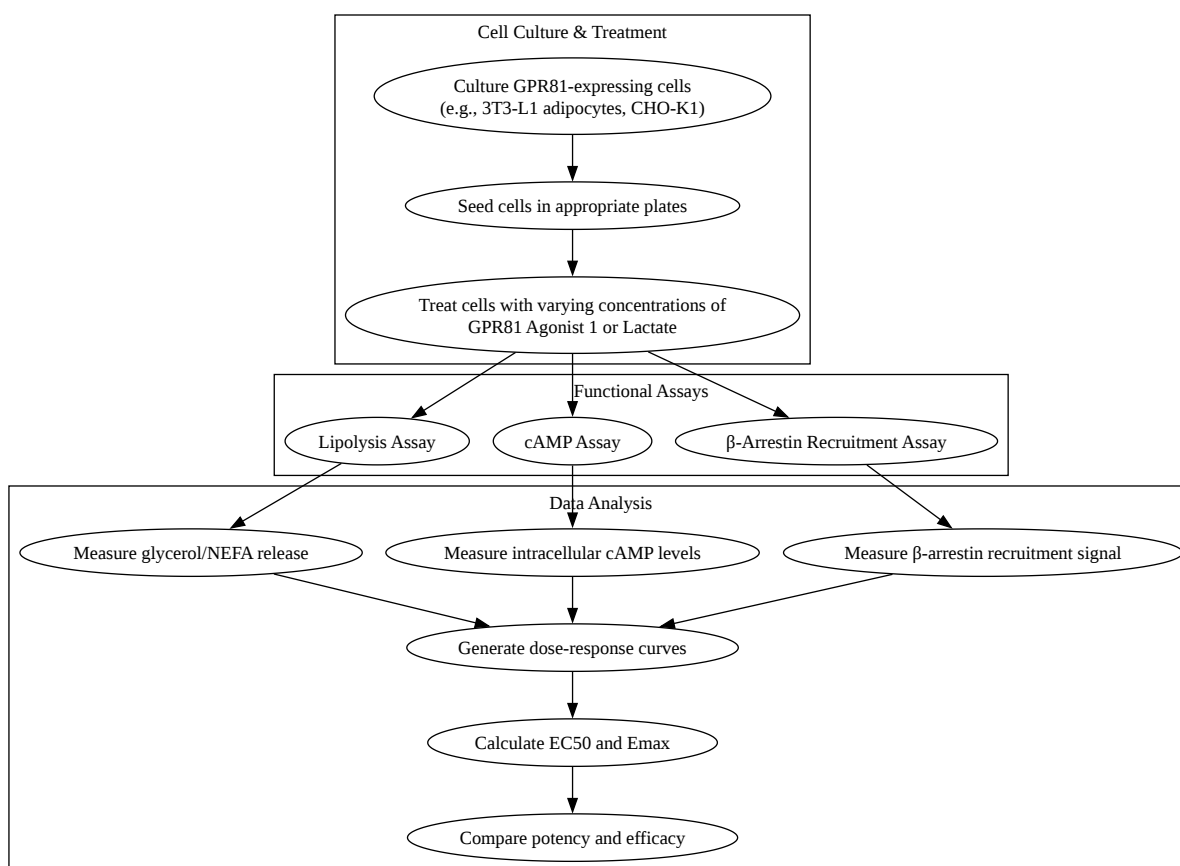 Cell Culture & Treatment
Culture GPR81-expressing cells
(e.g., 3T3-L1 adipocytes, CHO-K1)
Seed cells in appropriate plates
Treat cells with varying concentrations of
GPR81 Agonist 1 or Lactate
Functional Assays
Lipolysis Assay
cAMP Assay
β-Arrestin Recruitment Assay
Data Analysis
Measure glycerol/NEFA release
Measure intracellular cAMP levels
Measure β-arrestin recruitment signal
Generate dose-response curves
Calculate EC50 and Emax
Compare potency and efficacy